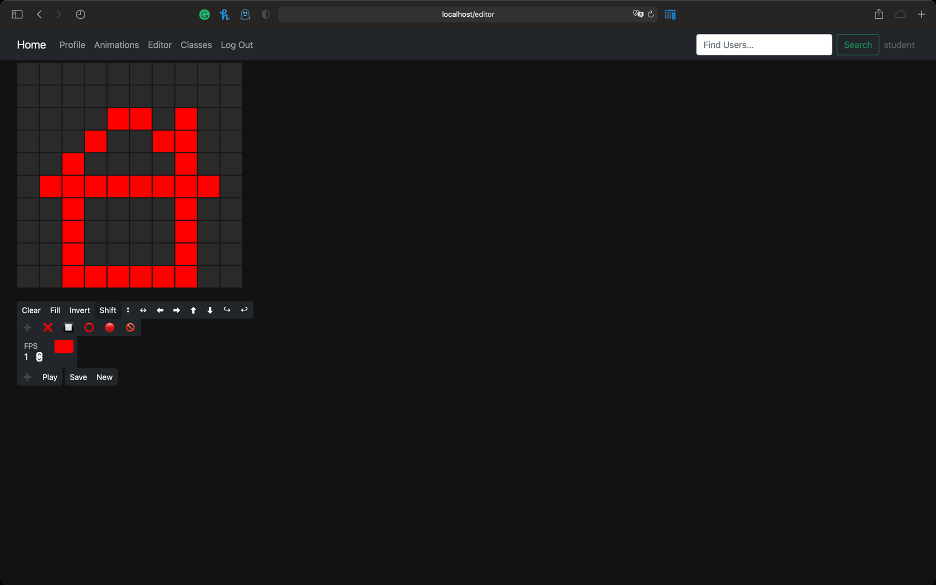 localhost/editor
Home Profile Animations Editor Classes Log Out Find Users... Search student
Clear Fill Invert Shift
FPS
1
Play Save New